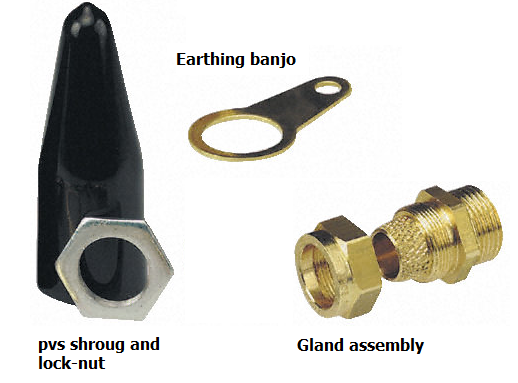 Earthing banjo
pvs shroug and
lock-nut
Gland assembly